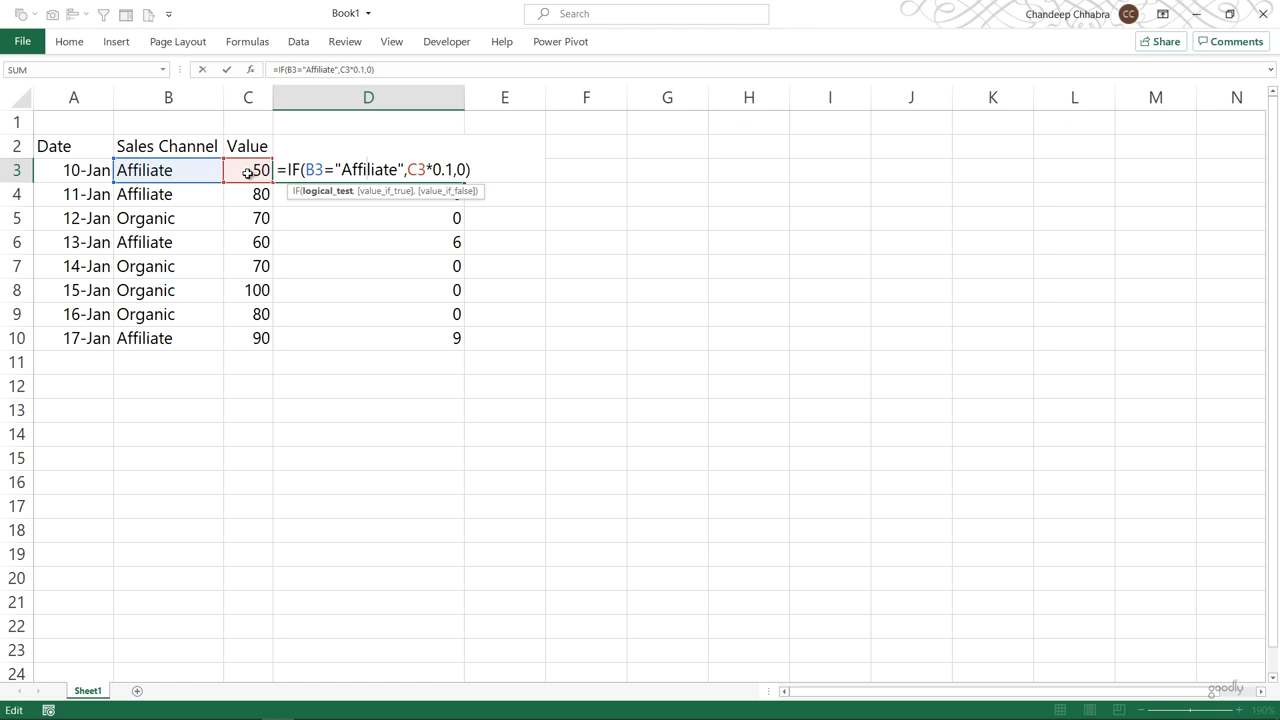 Book1
Search
Chandeep Chhabra
CC
File Home Insert Page Layout Formulas Data Review View Developer Help Power Pivot
Share
Comments
SUM
fx
=IF(B3="Affiliate",C3*0.1,0)
A B C D E F G H I J K L M N
1
2 Date Sales Channel Value
3 10-Jan Affiliate 50 =IF(B3="Affiliate",C3*0.1,0)
IF(logical_test, [value_if_true], [value_if_false])
4 11-Jan Affiliate 80
5 12-Jan Organic 70 0
6 13-Jan Affiliate 60 6
7 14-Jan Organic 70 0
8 15-Jan Organic 100 0
9 16-Jan Organic 80 0
10 17-Jan Affiliate 90 9
11
12
13
14
15
16
17
18
19
20
21
22
23
24
Sheet1
goodly
Edit
190%